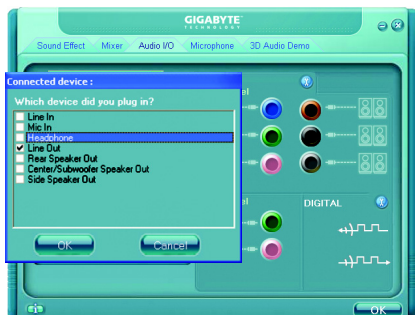 GIGABYTE
TECHNOLOGY
Sound Effect
Mixer
Audio I/O
Microphone
3D Audio Demo
Connected device :
Which device did you plug in?
Line In
Mic In
Headphone
Line Out
Rear Speaker Out
Center/Subwoofer Speaker Out
Side Speaker Out
OK
Cancel
el
el
DIGITAL
OK